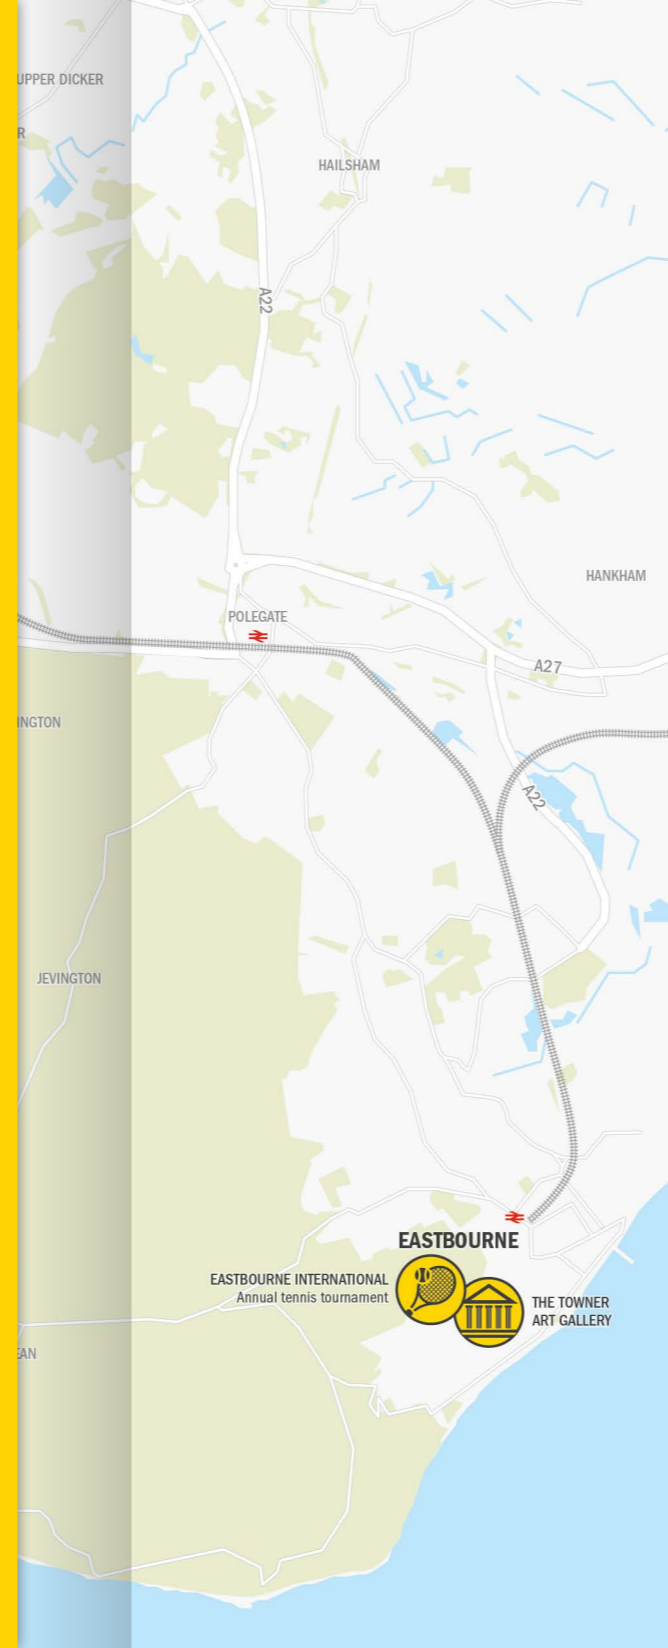 UPPER DICKER
R
HAILSHAM
A22
HANKHAM
POLEGATE
A27
INGTON
A22
JEVINGTON
EASTBOURNE
EASTBOURNE INTERNATIONAL
Annual tennis tournament
THE TOWNER
ART GALLERY
EAN